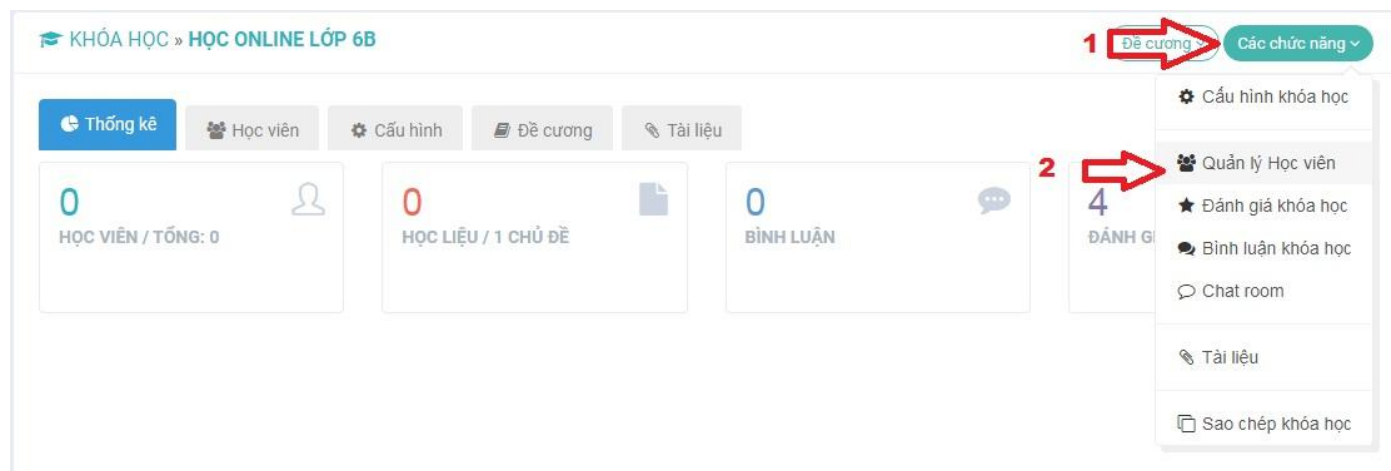 KHÓA HỌC » HỌC ONLINE LỚP 6B
1
Đề cương
Các chức năng
Thống kê
Học viên
Cấu hình
Đề cương
Tài liệu
0
HỌC VIÊN / TỔNG: 0
0
HỌC LIỆU / 1 CHỦ ĐỀ
0
BÌNH LUẬN
4
ĐÁNH GI
Cấu hình khóa học
2
Quản lý Học viên
Đánh giá khóa học
Bình luận khóa học
Chat room
Tài liệu
Sao chép khóa học